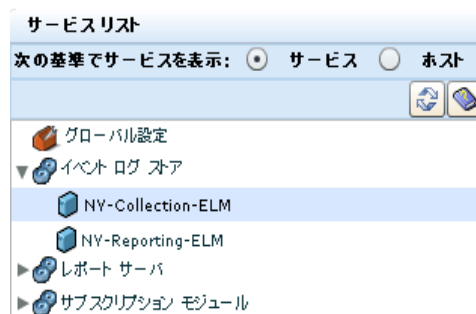 サービス リスト
次の基準でサービスを表示: サービス ホスト
グローバル設定
イベント ログ ストア
NY-Collection-ELM
NY-Reporting-ELM
レポート サーバ
サブスクリプション モジュール